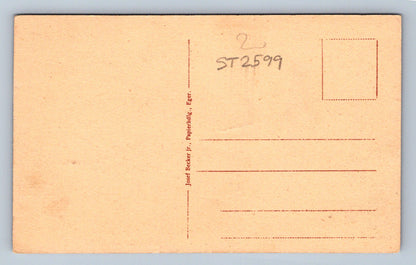 2
ST2599
Josef Becker jr., Papierhdlg., Eger.